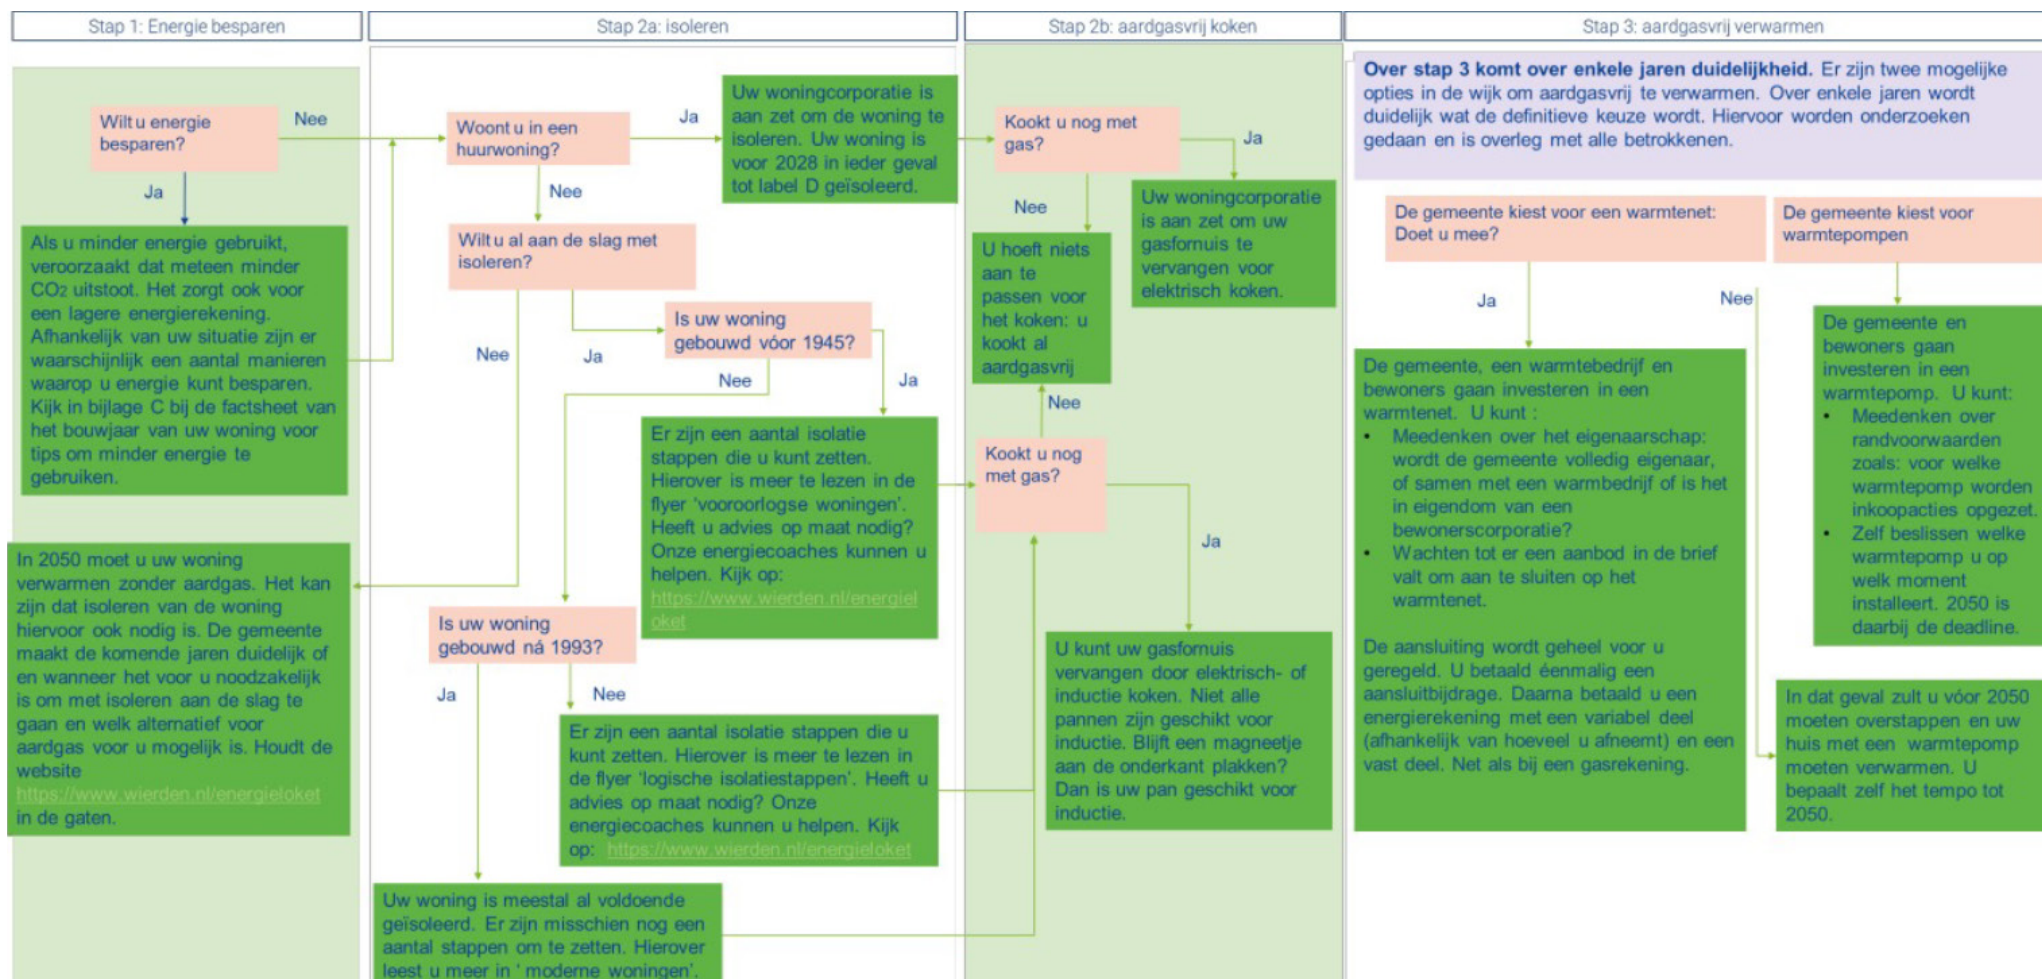 Stap 1: Energie besparen
Stap 2a: isoleren
Stap 2b: aardgasvrij koken
Stap 3: aardgasvrij verwarmen
Wilt u energie
besparen?
Nee
Ja
Als u minder energie gebruikt,
veroorzaakt dat meteen minder
CO2 uitstoot. Het zorgt ook voor
een lagere energierekening.
Afhankelijk van uw situatie zijn er
waarschijnlijk een aantal manieren
waarop u energie kunt besparen.
Kijk in bijlage C bij de factsheet van
het bouwjaar van uw woning voor
tips om minder energie te
gebruiken.
In 2050 moet u uw woning
verwarmen zonder aardgas. Het kan
zijn dat isoleren van de woning
hiervoor ook nodig is. De gemeente
maakt de komende jaren duidelijk of
en wanneer het voor u noodzakelijk
is om met isoleren aan de slag te
gaan en welk alternatief voor
aardgas voor u mogelijk is. Houdt de
website
https://www.wierden.nl/energieloket
in de gaten.
Woont u in een
huurwoning?
Ja
Uw woningcorporatie is
aan zet om de woning te
isoleren. Uw woning is
voor 2028 in ieder geval
tot label D geïsoleerd.
Nee
Wilt u al aan de slag met
isoleren?
Nee
Ja
Is uw woning
gebouwd vóór 1945?
Nee
Ja
Er zijn een aantal isolatie
stappen die u kunt zetten.
Hierover is meer te lezen in de
flyer ‘vooroorlogse woningen’.
Heeft u advies op maat nodig?
Onze energiecoaches kunnen u
helpen. Kijk op:
https://www.wierden.nl/energiel
oket
Is uw woning
gebouwd ná 1993?
Ja
Nee
Er zijn een aantal isolatie stappen die u
kunt zetten. Hierover is meer te lezen in
de flyer ‘logische isolatiestappen’. Heeft u
advies op maat nodig? Onze
energiecoaches kunnen u helpen. Kijk
op: https://www.wierden.nl/energieloket
Uw woning is meestal al voldoende
geïsoleerd. Er zijn misschien nog een
aantal stappen om te zetten. Hierover
leest u meer in ‘ moderne woningen’.
Kookt u nog met
gas?
Ja
Nee
Uw woningcorporatie
is aan zet om uw
gasfornuis te
vervangen voor
elektrisch koken.
U hoeft niets
aan te
passen voor
het koken: u
kookt al
aardgasvrij
Nee
Kookt u nog
met gas?
Ja
U kunt uw gasfornuis
vervangen door elektrisch- of
inductie koken. Niet alle
pannen zijn geschikt voor
inductie. Blijft een magneetje
aan de onderkant plakken?
Dan is uw pan geschikt voor
inductie.
Over stap 3 komt over enkele jaren duidelijkheid. Er zijn twee mogelijke
opties in de wijk om aardgasvrij te verwarmen. Over enkele jaren wordt
duidelijk wat de definitieve keuze wordt. Hiervoor worden onderzoeken
gedaan en is overleg met alle betrokkenen.
De gemeente kiest voor een warmtenet:
Doet u mee?
Ja
Nee
De gemeente, een warmtebedrijf en
bewoners gaan investeren in een
warmtenet. U kunt :
• Meedenken over het eigenaarschap:
wordt de gemeente volledig eigenaar,
of samen met een warmbedrijf of is het
in eigendom van een
bewonerscorporatie?
• Wachten tot er een aanbod in de brief
valt om aan te sluiten op het
warmtenet.
De aansluiting wordt geheel voor u
geregeld. U betaald éénmalig een
aansluitbijdrage. Daarna betaald u een
energierekening met een variabel deel
(afhankelijk van hoeveel u afneemt) en een
vast deel. Net als bij een gasrekening.
De gemeente kiest voor
warmtepompen
De gemeente en
bewoners gaan
investeren in een
warmtepomp. U kunt:
• Meedenken over
randvoorwaarden
zoals: voor welke
warmtepomp worden
inkoopacties opgezet.
• Zelf beslissen welke
warmtepomp u op
welk moment
installeert. 2050 is
daarbij de deadline.
In dat geval zult u vóór 2050
moeten overstappen en uw
huis met een warmtepomp
moeten verwarmen. U
bepaalt zelf het tempo tot
2050.